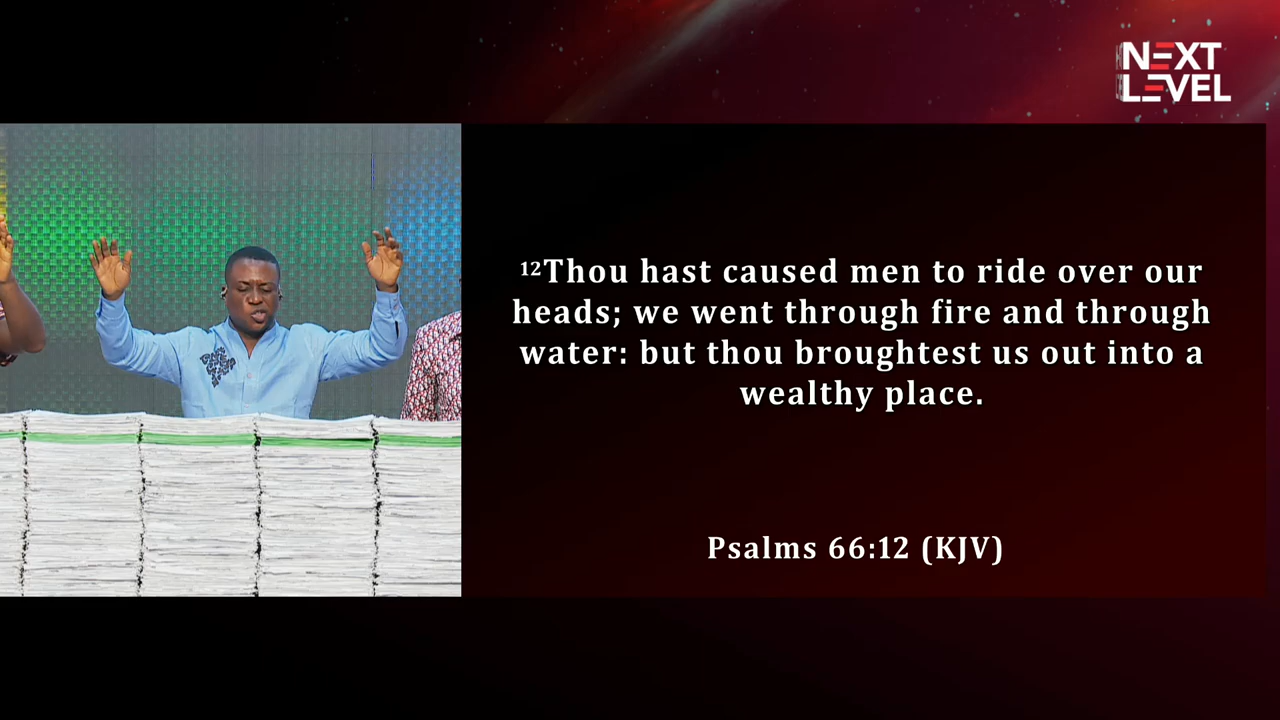 NEXT
LEVEL
12Thou hast caused men to ride over our
heads; we went through fire and through
water: but thou broughtest us out into a
wealthy place.
Psalms 66:12 (KJV)